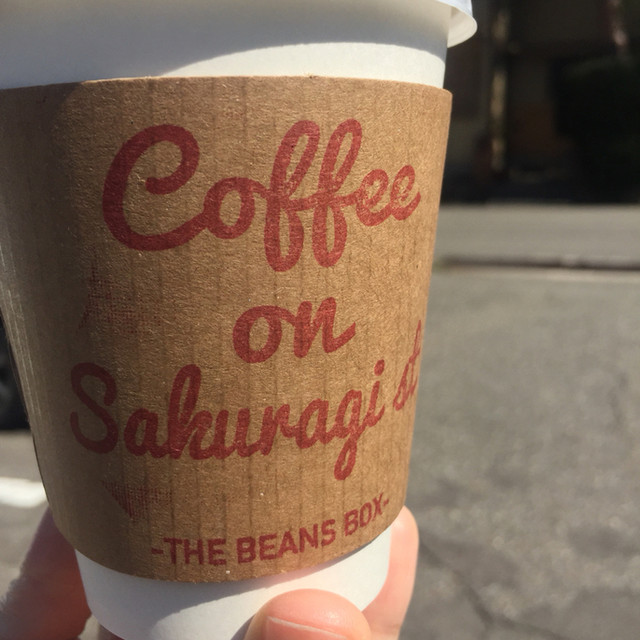 Coffee
on
Sakuragi st
-THE BEANS BOX-